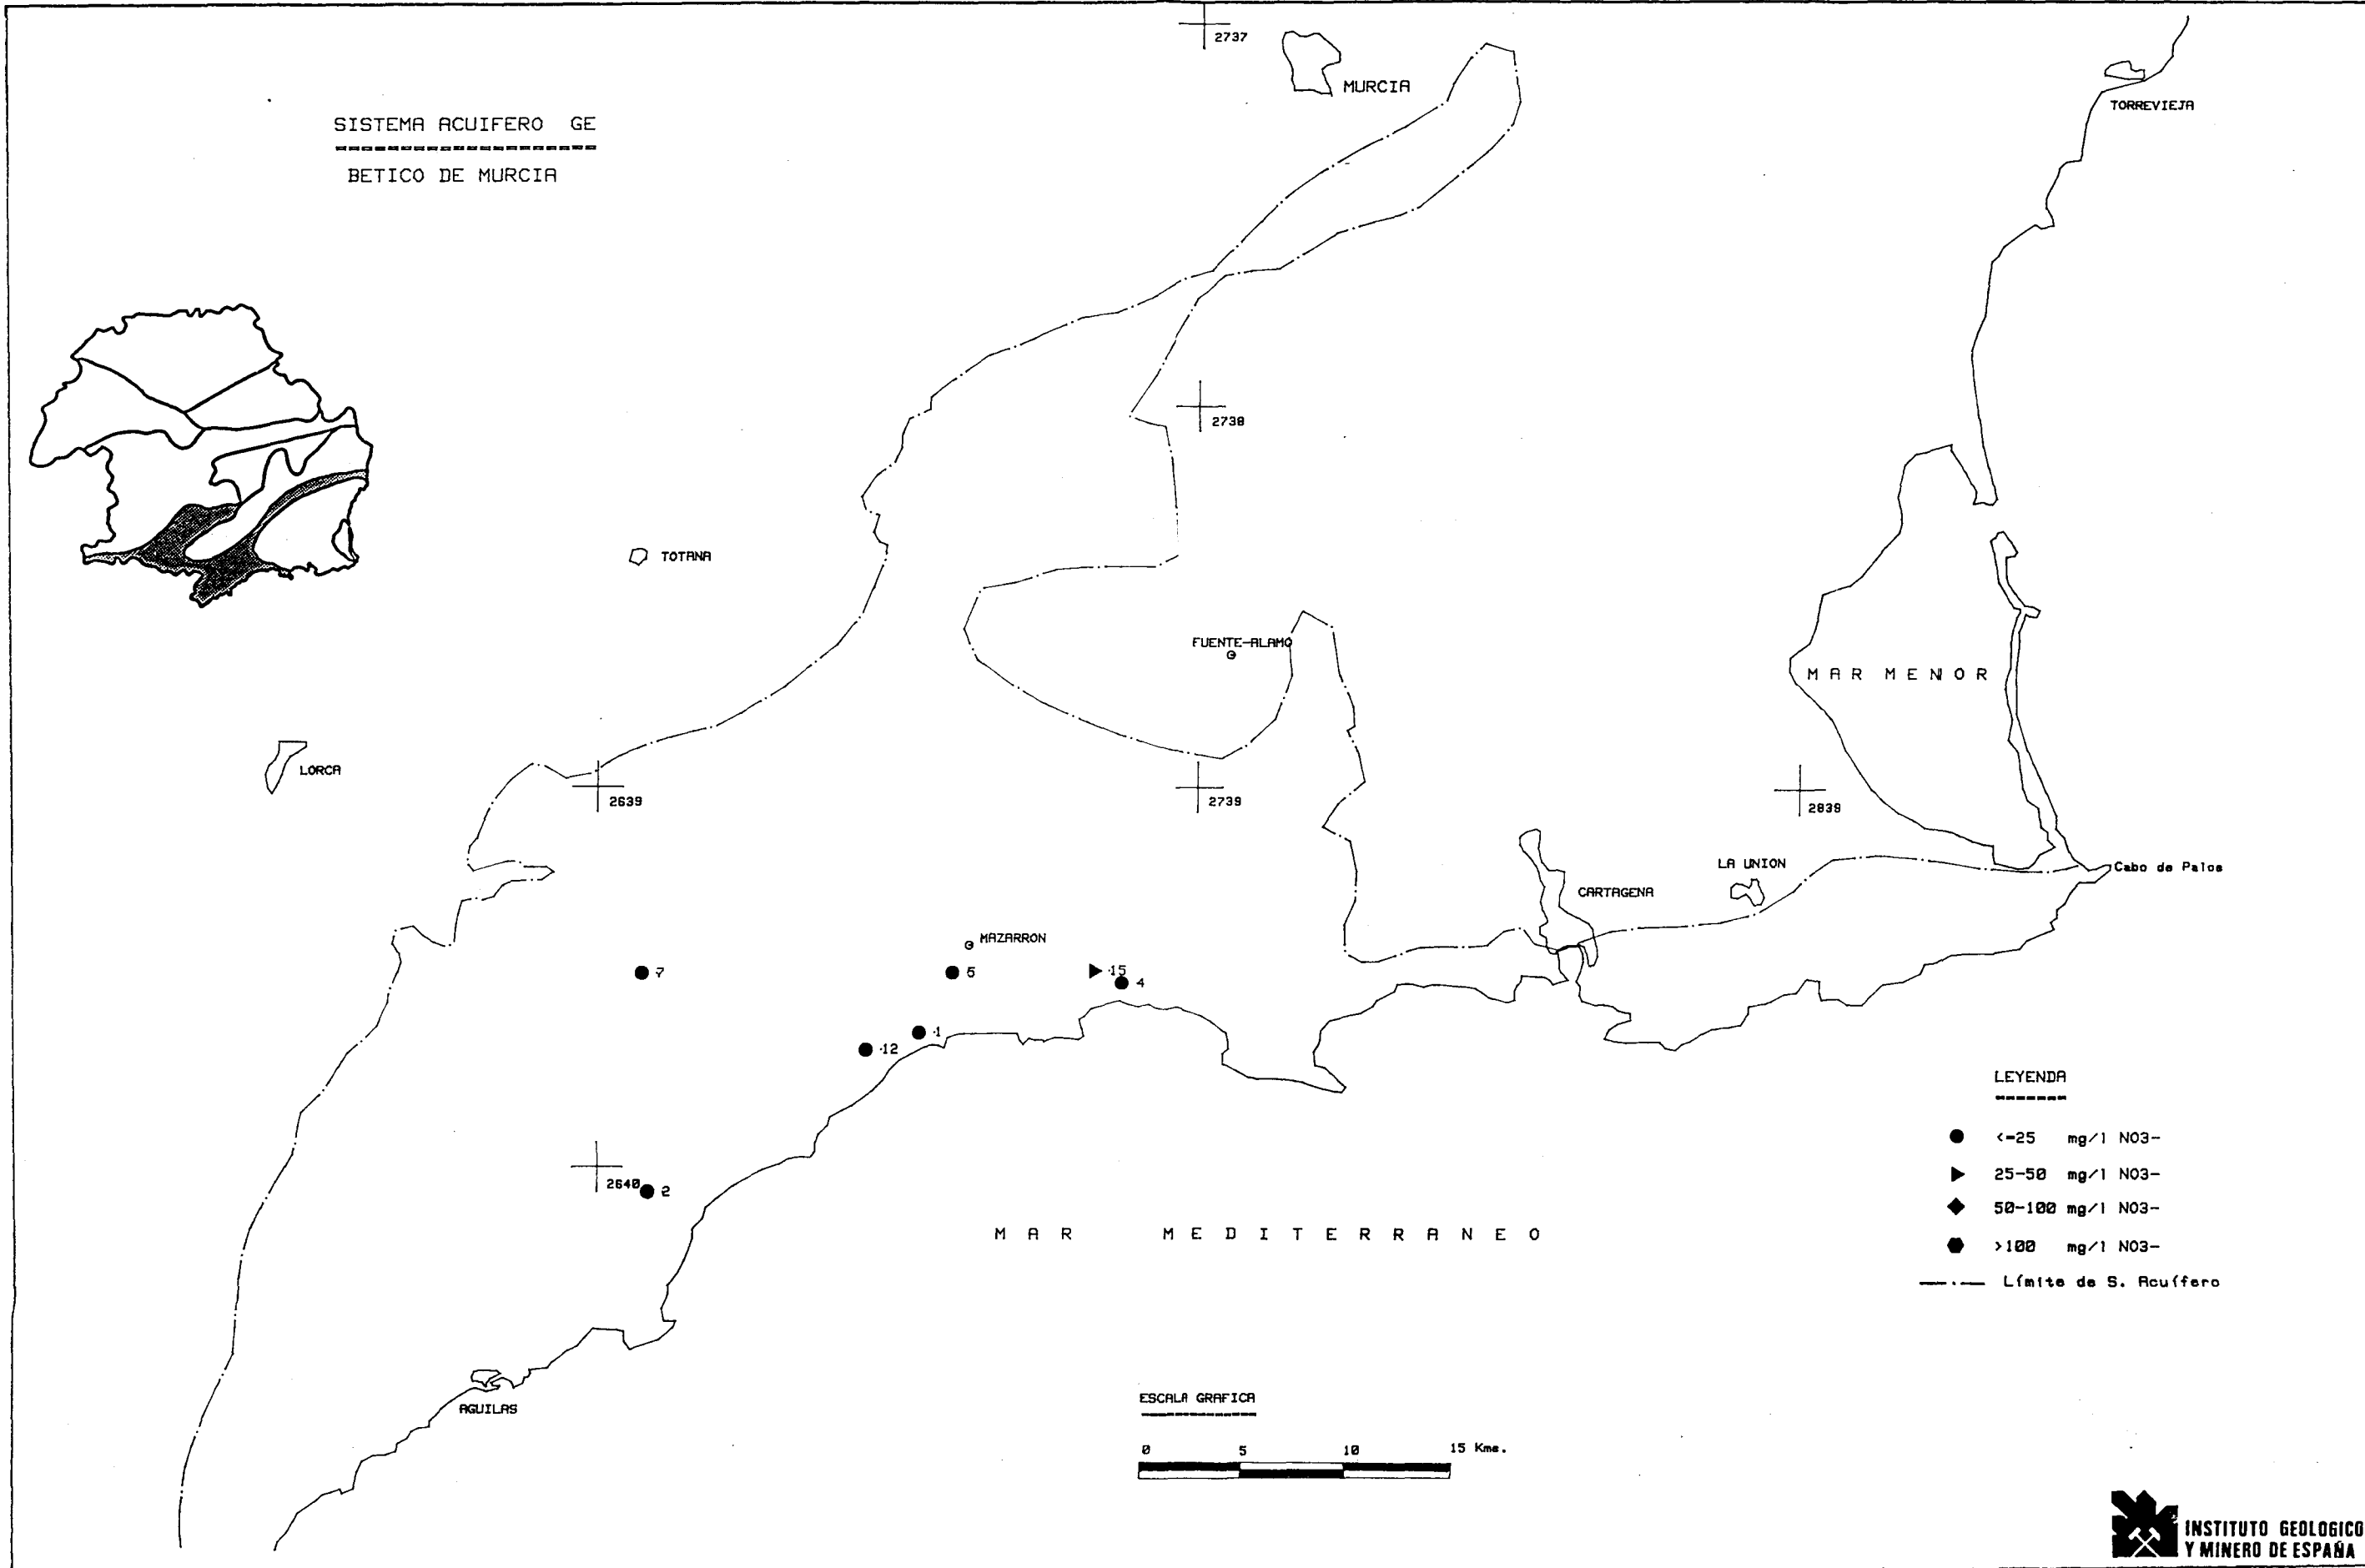 2737
MURCIA
TORREVIEJA
SISTEMA ACUIFERO GE
BETICO DE MURCIA
2738
TOTANA
FUENTE-ALAMO
MAR MENOR
LORCA
2639
2739
2839
LA UNION
CARTAGENA
Cabo de Palos
MAZARRON
7
5
15
4
1
12
LEYENDA
<=25 mg/l NO3-
25-50 mg/l NO3-
50-100 mg/l NO3-
>100 mg/l NO3-
Límite de S. Acuífero
2640
2
MAR MEDITERRANEO
AGUILAS
ESCALA GRAFICA
0 5 10 15 Kms.
INSTITUTO GEOLOGICO
Y MINERO DE ESPAÑA